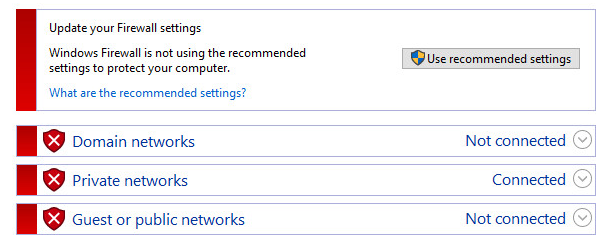 Update your Firewall settings
Windows Firewall is not using the recommended
settings to protect your computer.
Use recommended settings
What are the recommended settings?
Domain networks Not connected
Private networks Connected
Guest or public networks Not connected